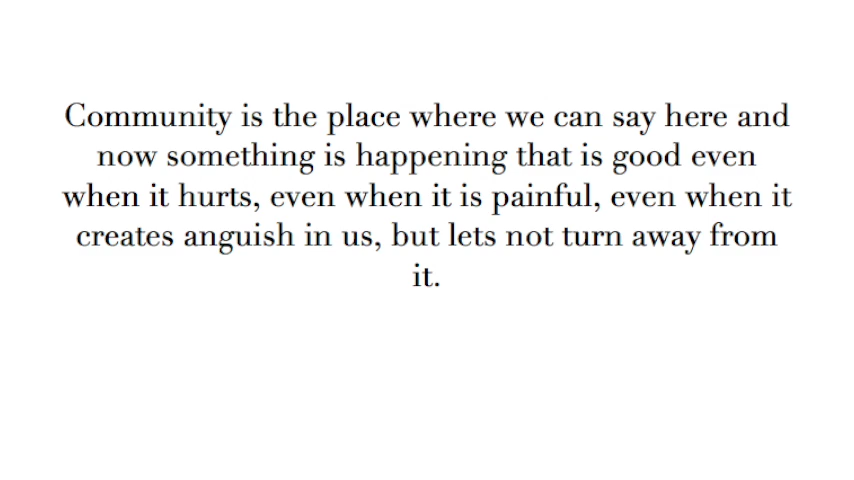 Community is the place where we can say here and
now something is happening that is good even
when it hurts, even when it is painful, even when it
creates anguish in us, but lets not turn away from
it.